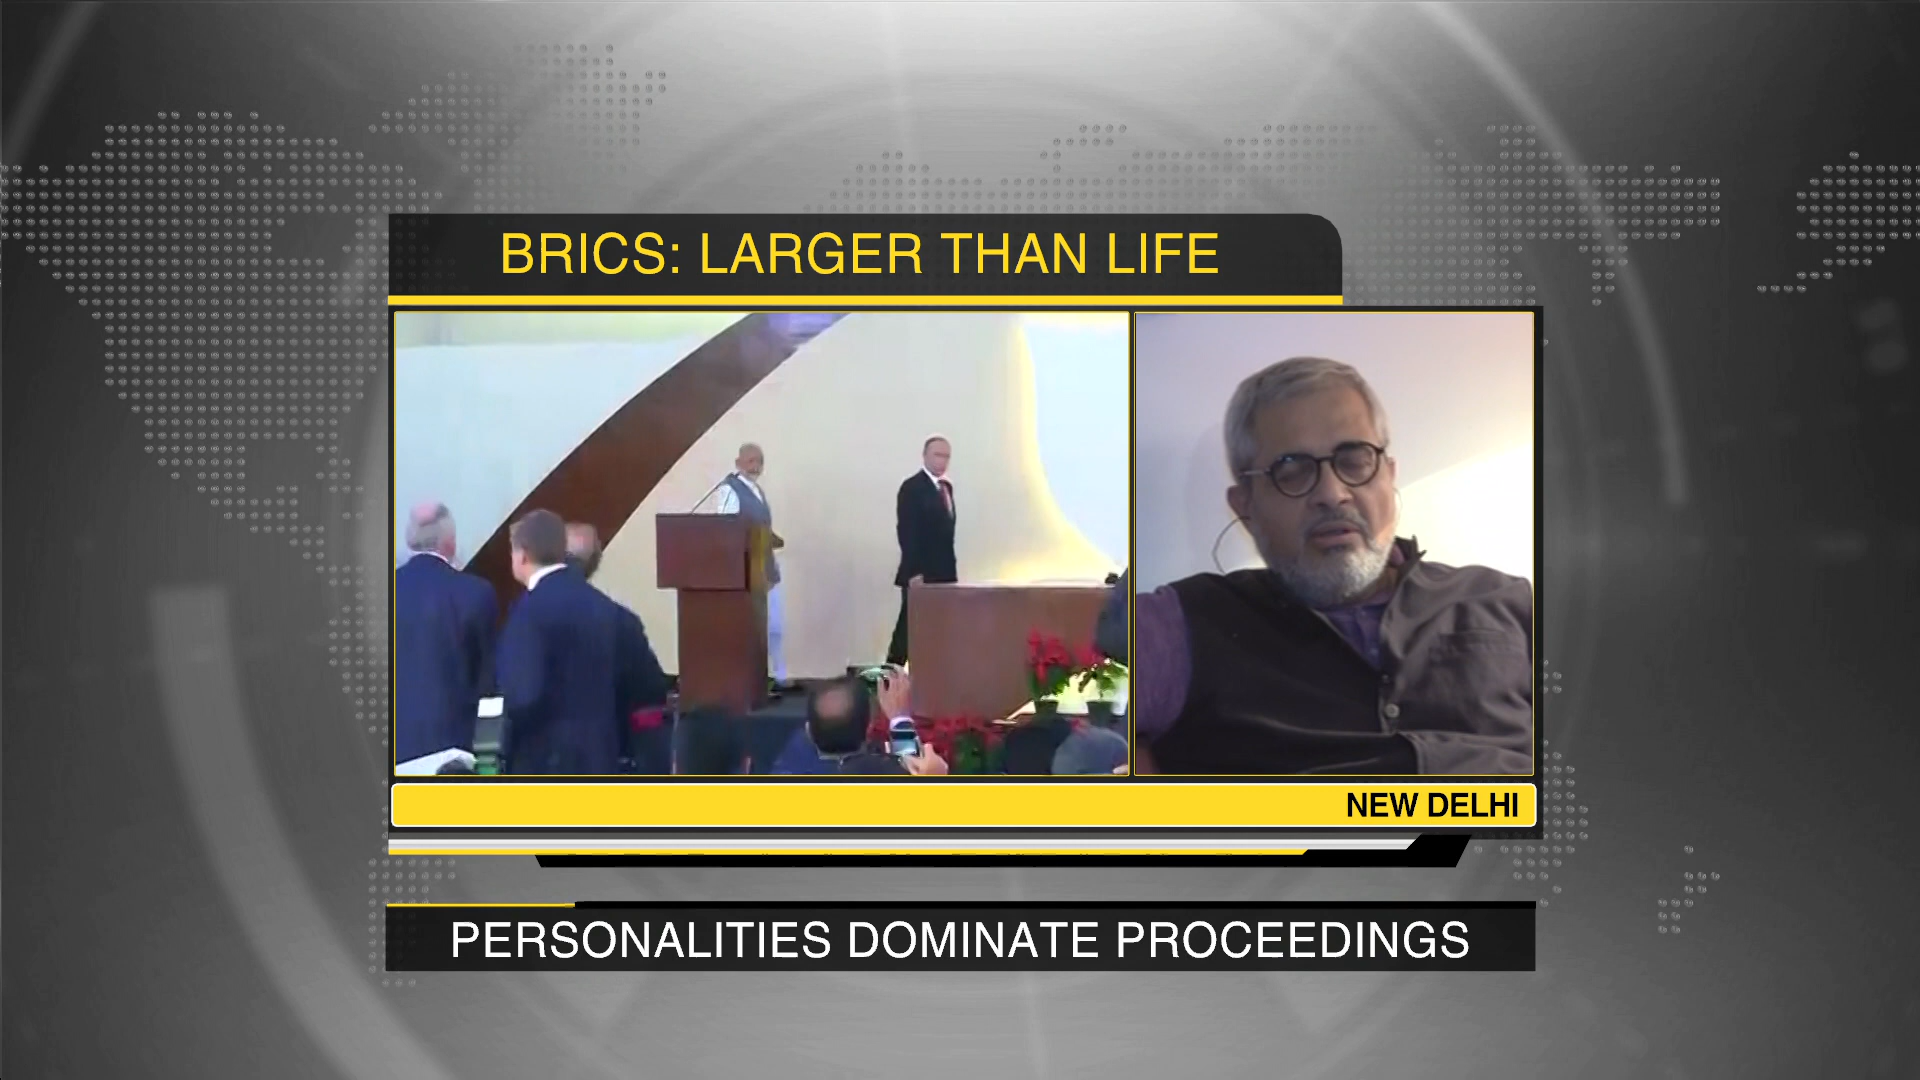 BRICS: LARGER THAN LIFE
NEW DELHI
PERSONALITIES DOMINATE PROCEEDINGS